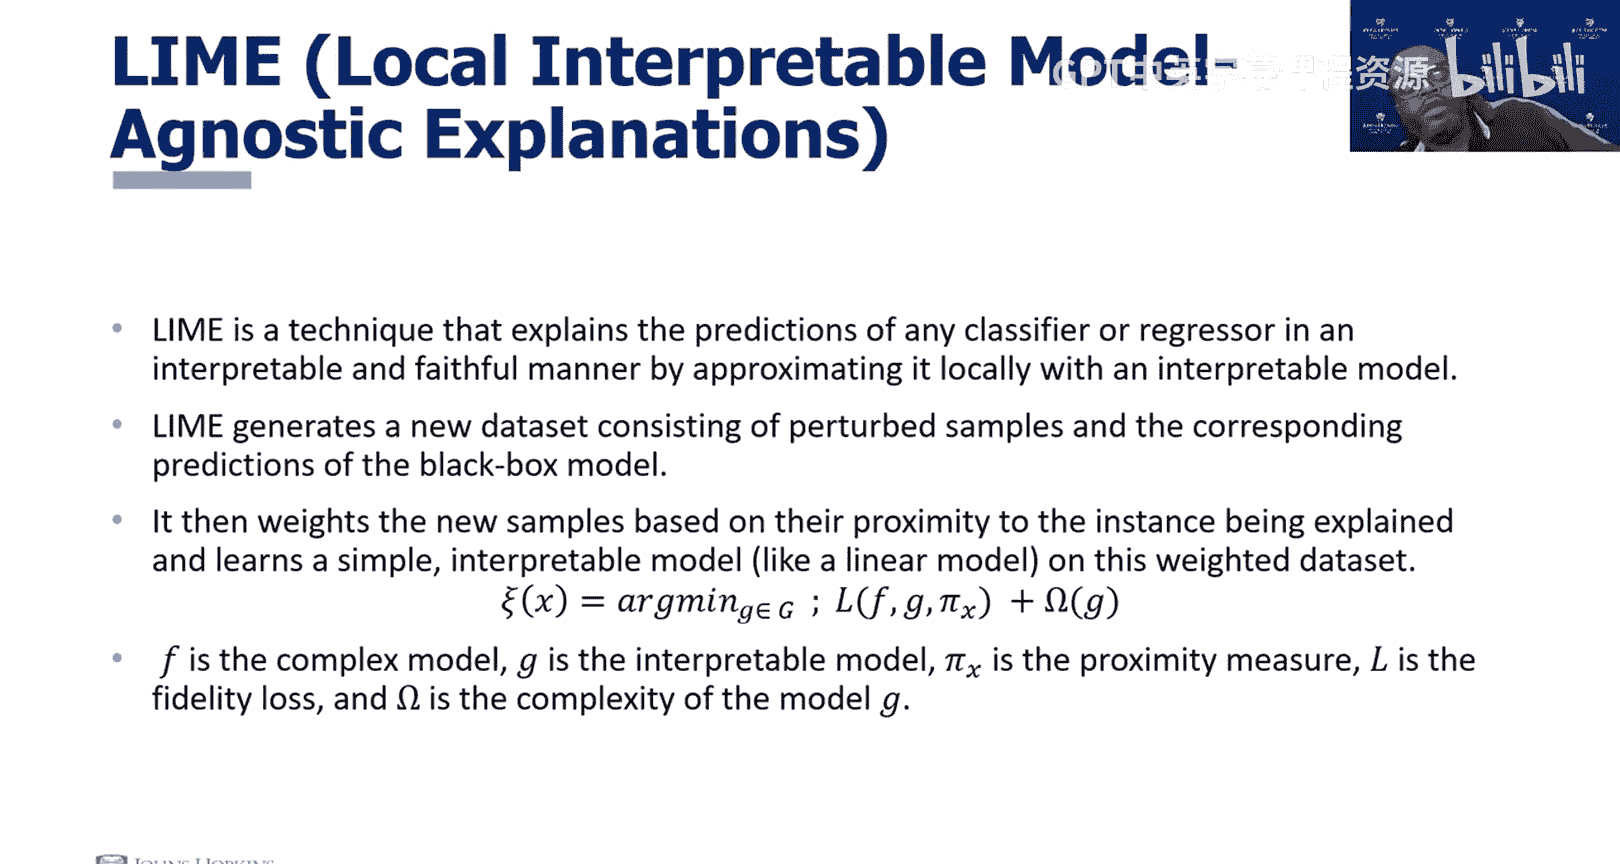 LIME (Local Interpretable Model-
Agnostic Explanations)
bilibili
• LIME is a technique that explains the predictions of any classifier or regressor in an
interpretable and faithful manner by approximating it locally with an interpretable model.
• LIME generates a new dataset consisting of perturbed samples and the corresponding
predictions of the black-box model.
• It then weights the new samples based on their proximity to the instance being explained
and learns a simple, interpretable model (like a linear model) on this weighted dataset.
ξ(x) = argmin_{g∈G} ; L(f, g, π_x) + Ω(g)
• f is the complex model, g is the interpretable model, π_x is the proximity measure, L is the
fidelity loss, and Ω is the complexity of the model g.
JOHNS HOPKINS